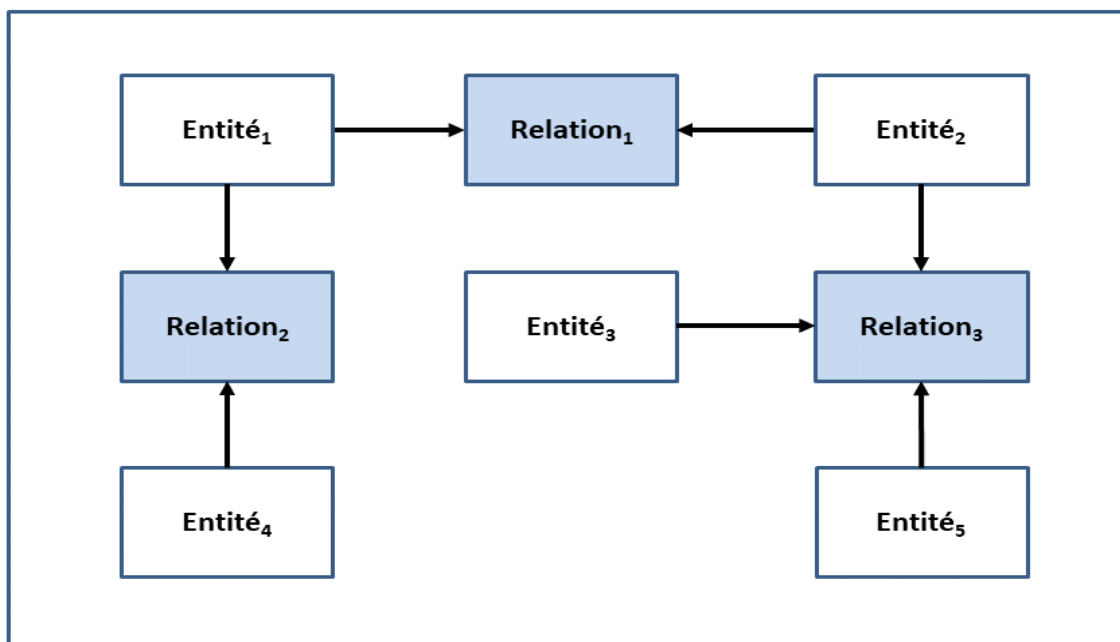 Entité₁
Relation₁
Entité₂
Relation₂
Entité₃
Relation₃
Entité₄
Entité₅